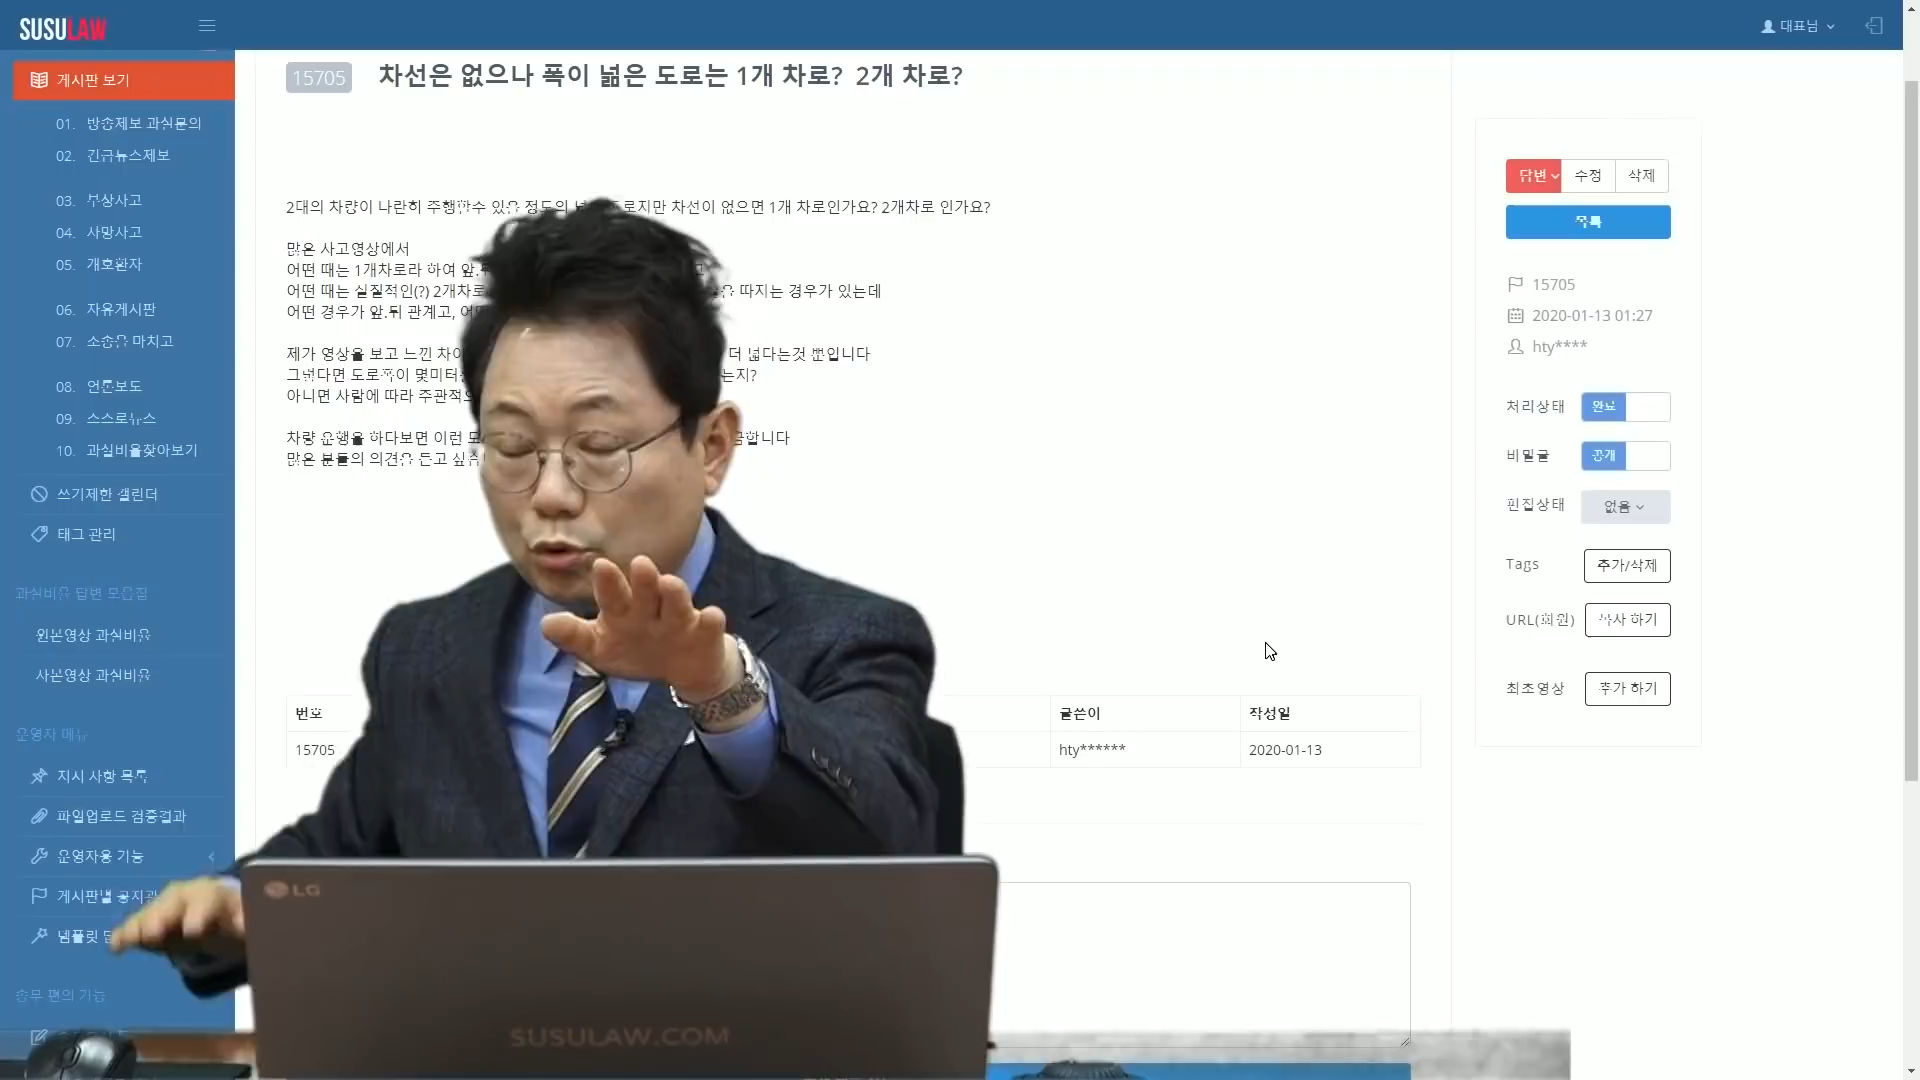 SUSULAW
대표님
게시판 보기
01. 방송제보 과실문의
02. 긴급뉴스제보
03. 부상사고
04. 사망사고
05. 개호환자
06. 자유게시판
07. 소송을 마치고
08. 언론보도
09. 스스로뉴스
10. 과실비율찾아보기
쓰기제한 캘린더
태그 관리
과실비율 답변 모음집
원본영상 과실비율
사본영상 과실비율
운영자 메뉴
지시 사항 목록
파일업로드 검증결과
운영자용 기능
게시판별
템플릿
송무 편의 기능
15705 차선은 없으나 폭이 넓은 도로는 1개 차로? 2개 차로?
2대의 차량이 나란히 주행할수 있을 정도의 로지만 차선이 없으면 1개 차로인가요? 2개차로 인가요?
많은 사고영상에서
어떤 때는 1개차로라 하여 앞.
어떤 때는 실질적인(?) 2개차로 따지는 경우가 있는데
어떤 경우가 앞.뒤 관계고,
제가 영상을 보고 느낀 더 넓다는것 뿐입니다
그렇다면 도로폭이 몇미터 는지?
아니면 사람에 따라 주관적
차량 운행을 하다보면 이런 금합니다
많은 분들의 의견을 듣고
번호 글쓴이 작성일
15705 hty****** 2020-01-13
답변 수정 삭제
목록
15705
2020-01-13 01:27
hty****
처리상태 완료
비밀글 공개
편집상태 없음
Tags 추가/삭제
URL(회원) 복사 하기
최초영상 추가 하기
LG
SUSULAW.COM